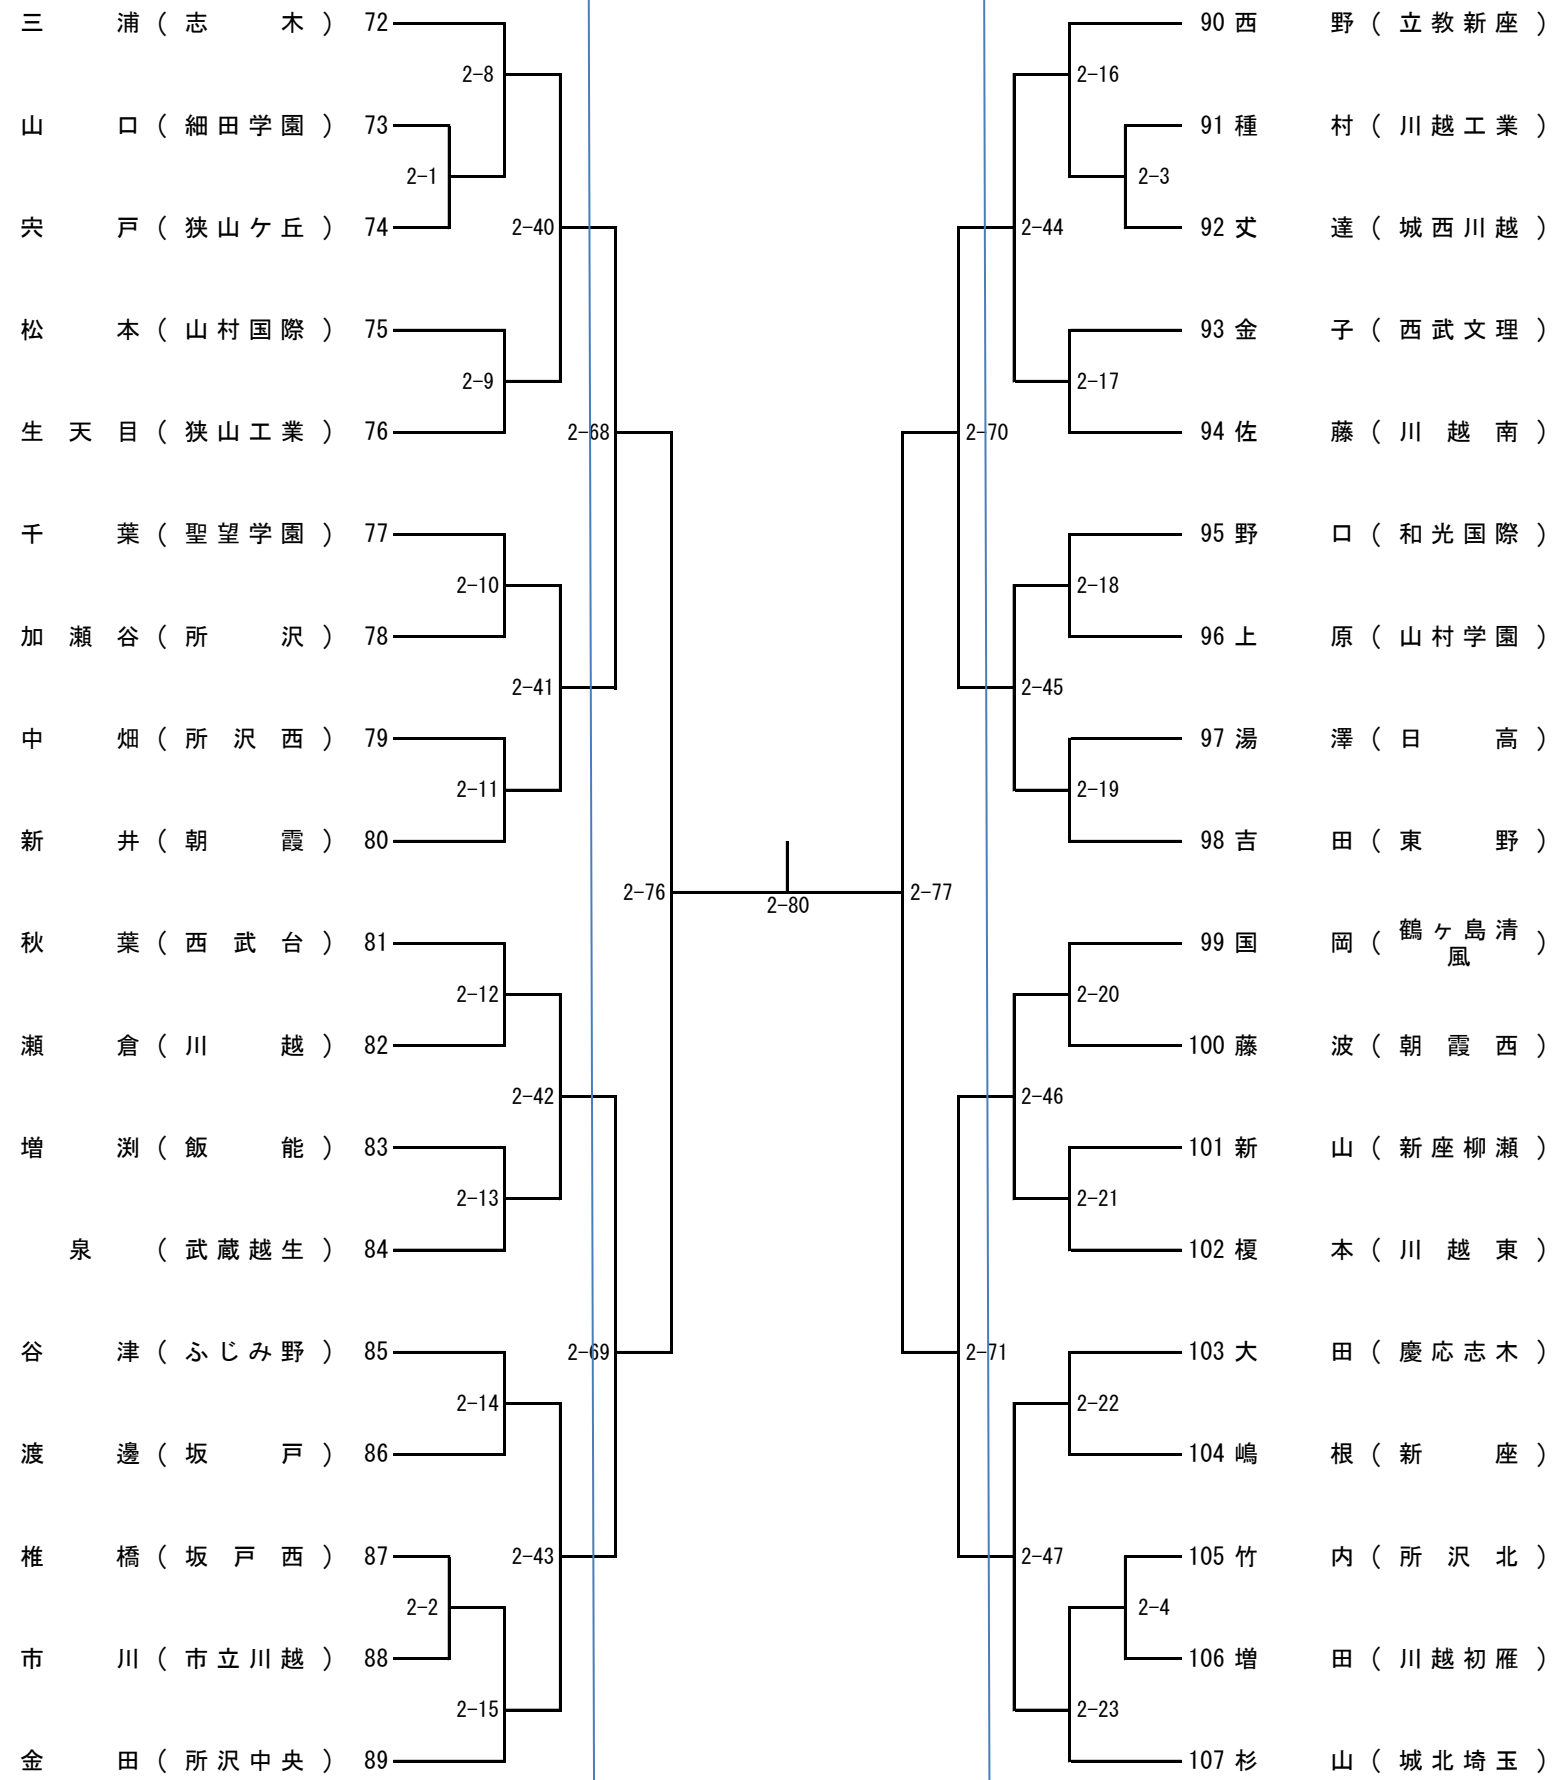 三浦(志木) 72
2-8
山口(細田学園) 73
2-1
宍戸(狭山ケ丘) 74
2-40
松本(山村国際) 75
2-9
生天目(狭山工業) 76
2-68
千葉(聖望学園) 77
2-10
加瀬谷(所沢) 78
2-41
中畑(所沢西) 79
2-11
新井(朝霞) 80
2-76
秋葉(西武台) 81
2-12
瀬倉(川越) 82
2-42
増渕(飯能) 83
2-13
泉(武蔵越生) 84
2-69
谷津(ふじみ野) 85
2-14
渡邊(坂戸) 86
2-43
椎橋(坂戸西) 87
2-2
市川(市立川越) 88
2-15
金田(所沢中央) 89
2-80
90 西野(立教新座)
2-16
91 種村(川越工業)
2-3
92 丈達(城西川越)
2-44
93 金子(西武文理)
2-17
94 佐藤(川越南)
2-70
95 野口(和光国際)
2-18
96 上原(山村学園)
2-45
97 湯澤(日高)
2-19
98 吉田(東野)
2-77
99 国岡(鶴ヶ島清
風)
2-20
100 藤波(朝霞西)
2-46
101 新山(新座柳瀬)
2-21
102 榎本(川越東)
2-71
103 大田(慶応志木)
2-22
104 嶋根(新座)
2-47
105 竹内(所沢北)
2-4
106 増田(川越初雁)
2-23
107 杉山(城北埼玉)